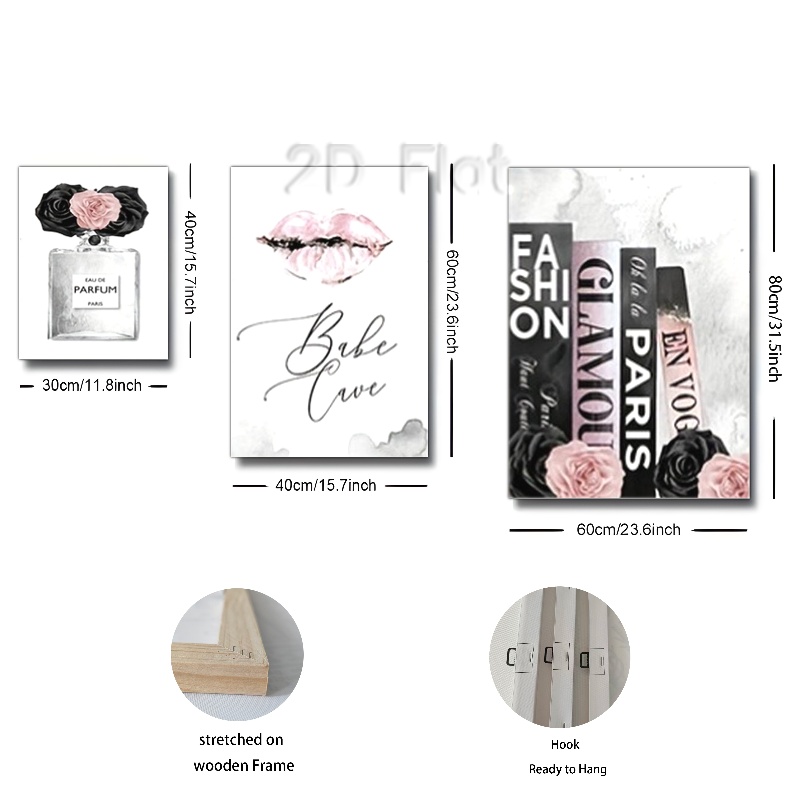 2D Flat
EAU DE
PARFUM
PARIS
40cm/15.7inch
30cm/11.8inch
Babe
Cave
60cm/23.6inch
40cm/15.7inch
FA
SHI
ON
GLAMOU
Oh la la
PARIS
EN VOG
80cm/31.5inch
60cm/23.6inch
stretched on
wooden Frame
Hook
Ready to Hang